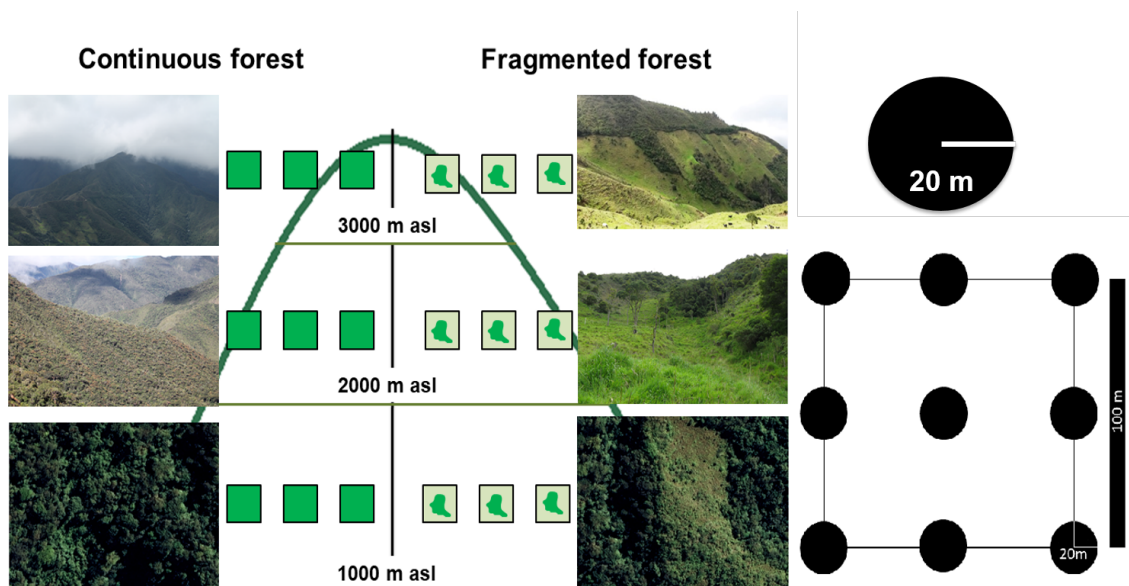 Continuous forest
Fragmented forest
20 m
3000 m asl
2000 m asl
100 m
20m
1000 m asl